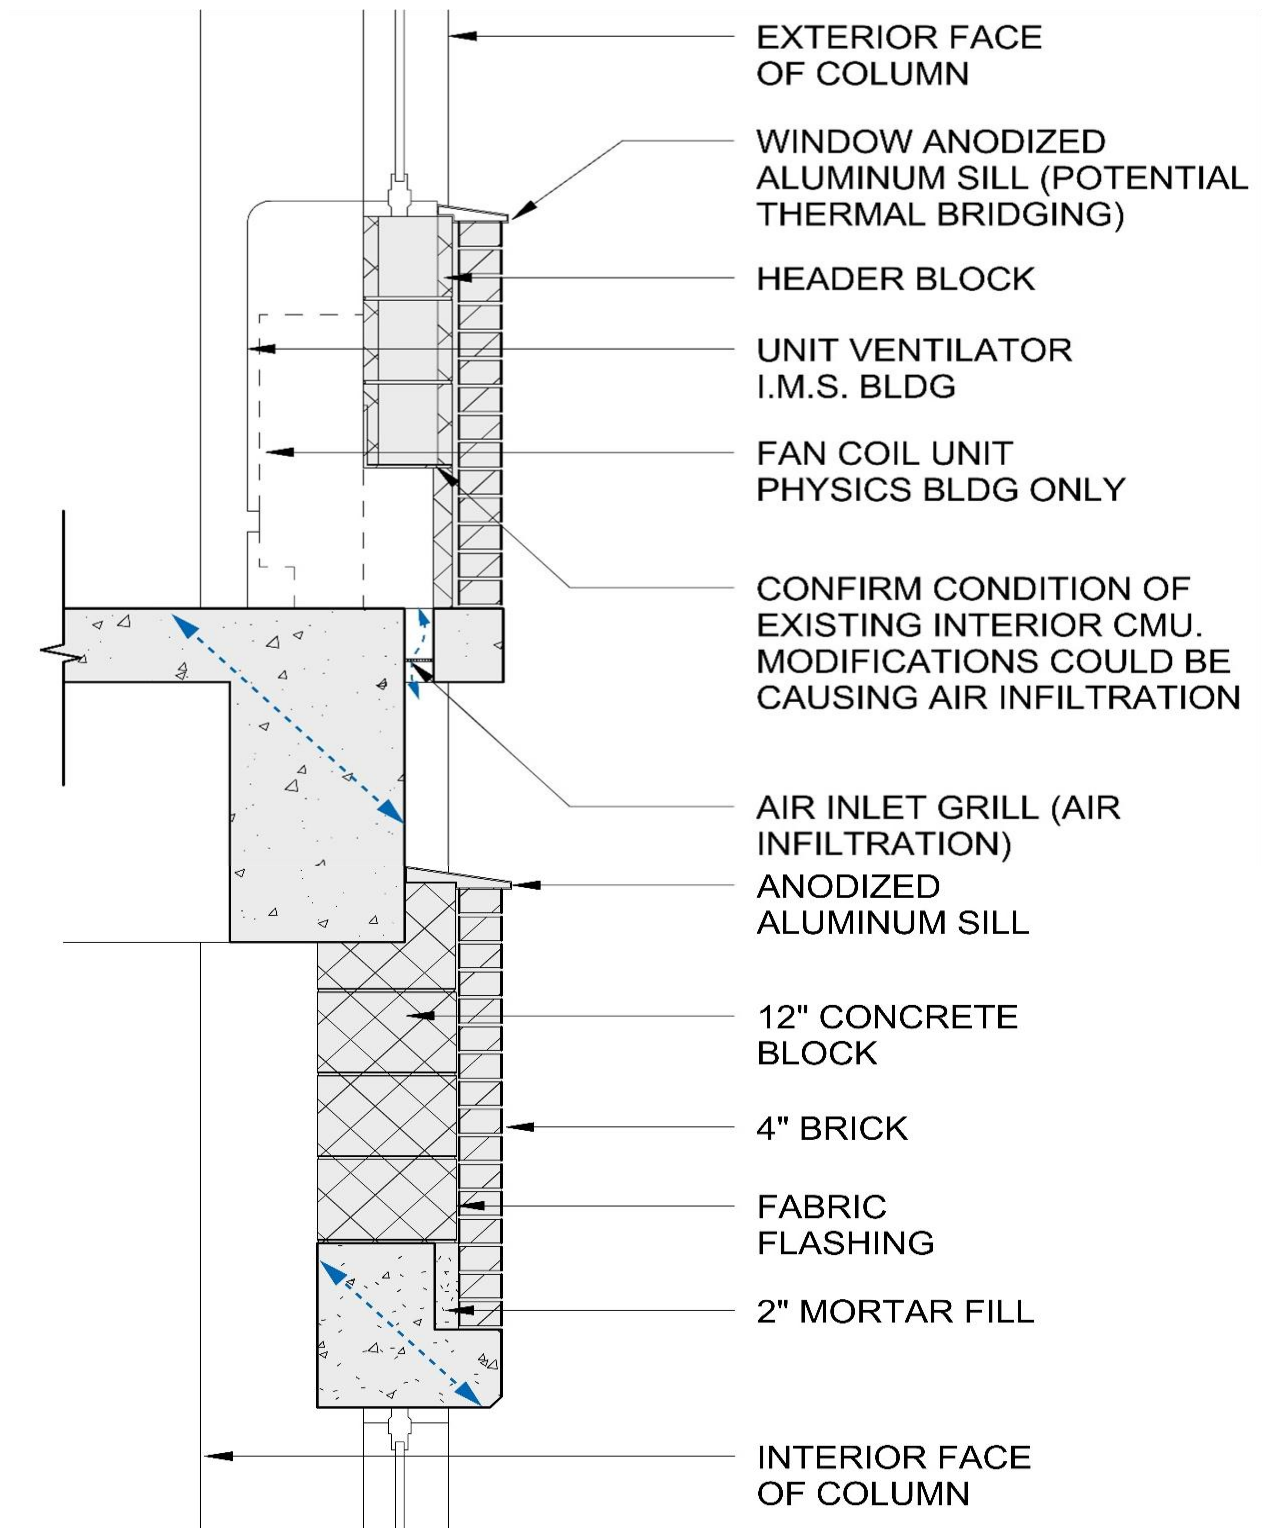 EXTERIOR FACE
OF COLUMN
WINDOW ANODIZED
ALUMINUM SILL (POTENTIAL
THERMAL BRIDGING)
HEADER BLOCK
UNIT VENTILATOR
I.M.S. BLDG
FAN COIL UNIT
PHYSICS BLDG ONLY
CONFIRM CONDITION OF
EXISTING INTERIOR CMU.
MODIFICATIONS COULD BE
CAUSING AIR INFILTRATION
AIR INLET GRILL (AIR
INFILTRATION)
ANODIZED
ALUMINUM SILL
12" CONCRETE
BLOCK
4" BRICK
FABRIC
FLASHING
2" MORTAR FILL
INTERIOR FACE
OF COLUMN